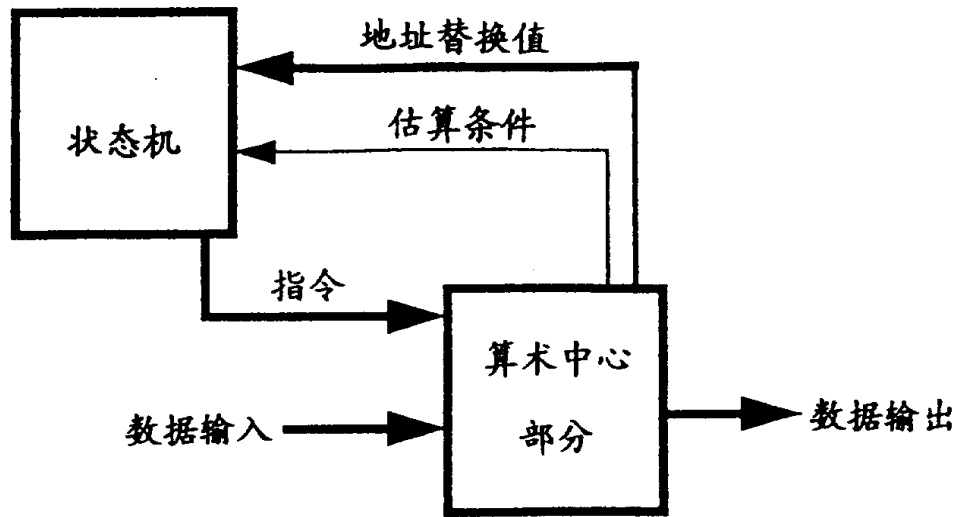 地址替换值
估算条件
状态机
指令
算术中心
部分
数据输入
数据输出